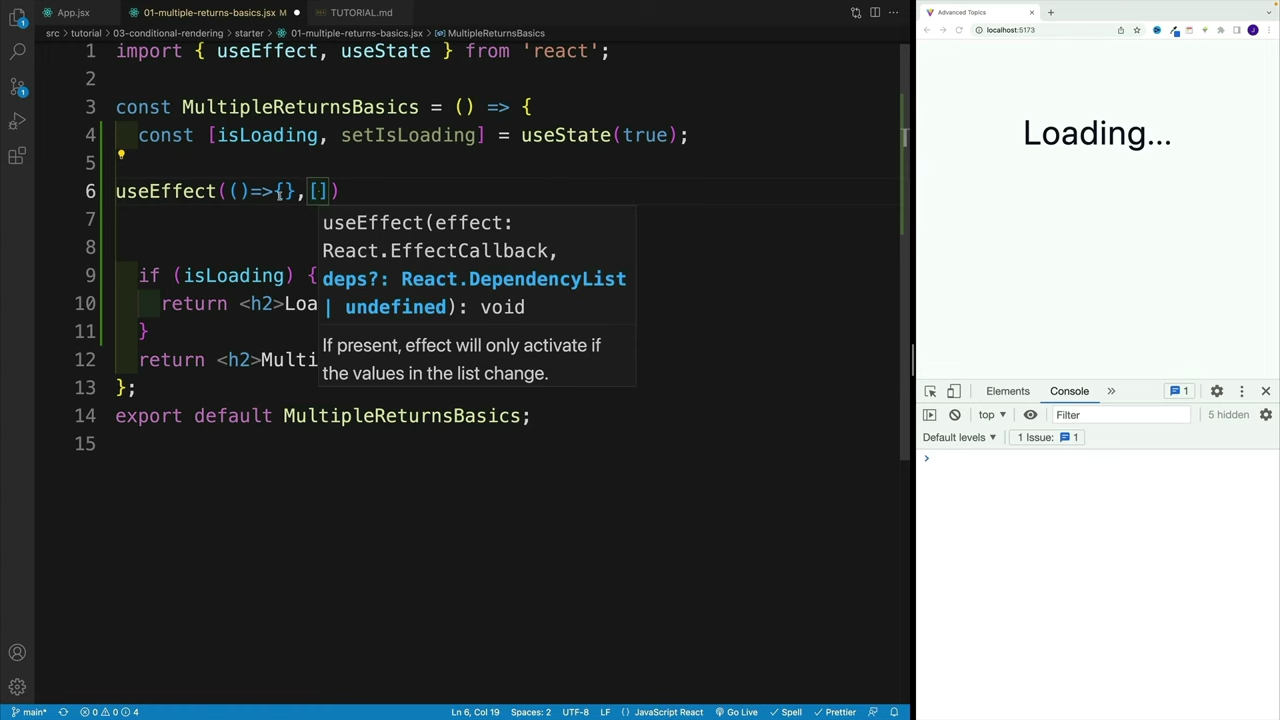 App.jsx
01-multiple-returns-basics.jsx M
TUTORIAL.md
src › tutorial › 03-conditional-rendering › starter › 01-multiple-returns-basics.jsx › MultipleReturnsBasics
1 import { useEffect, useState } from 'react';
2
3 const MultipleReturnsBasics = () => {
4 const [isLoading, setIsLoading] = useState(true);
5
6 useEffect(()=>{},[])
7
8
9 if (isLoading) {
10 return <h2>Loa
11 }
12 return <h2>Multi
13 };
14 export default MultipleReturnsBasics;
15
useEffect(effect:
React.EffectCallback,
deps?: React.DependencyList
| undefined): void
If present, effect will only activate if
the values in the list change.
1
1
main*
0 0 4
Ln 6, Col 19
Spaces: 2
UTF-8
LF
{} JavaScript React
Go Live
Spell
Prettier
Advanced Topics
localhost:5173
J
Loading...
Elements
Console
»
1
top
Filter
5 hidden
Default levels
1 Issue: 1